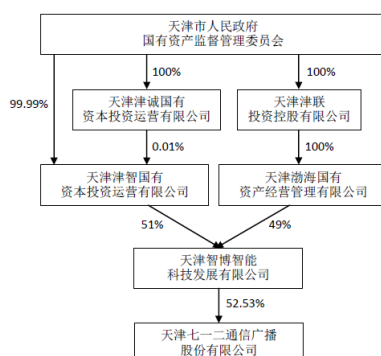 天津市人民政府
国有资产监督管理委员会
100%
100%
99.99%
天津津诚国有
资本投资运营有限公司
天津津联
投资控股有限公司
0.01%
100%
天津津智国有
资本投资运营有限公司
天津渤海国有
资产经营管理有限公司
51%
49%
天津智博智能
科技发展有限公司
52.53%
天津七一二通信广播
股份有限公司